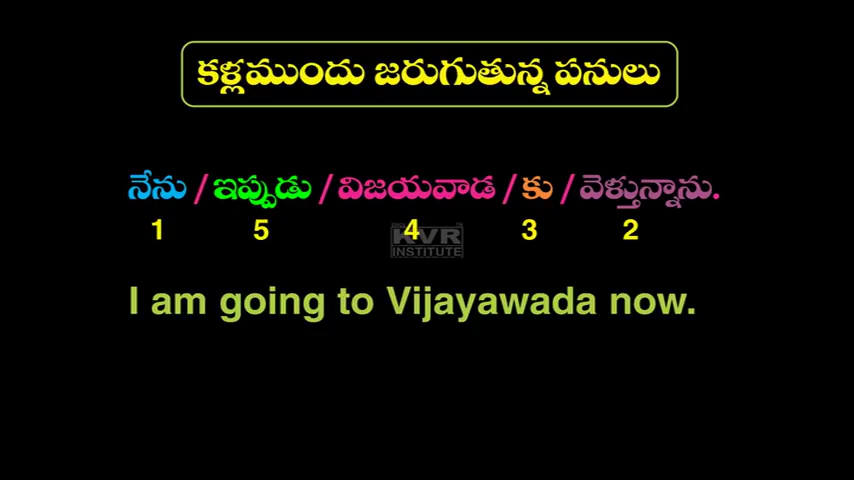 కళ్లముందు జరుగుతున్న పనులు
నేను / ఇప్పుడు / విజయవాడ / కు / వెళ్తున్నాను.
1 5 4 3 2
KVR
INSTITUTE
I am going to Vijayawada now.